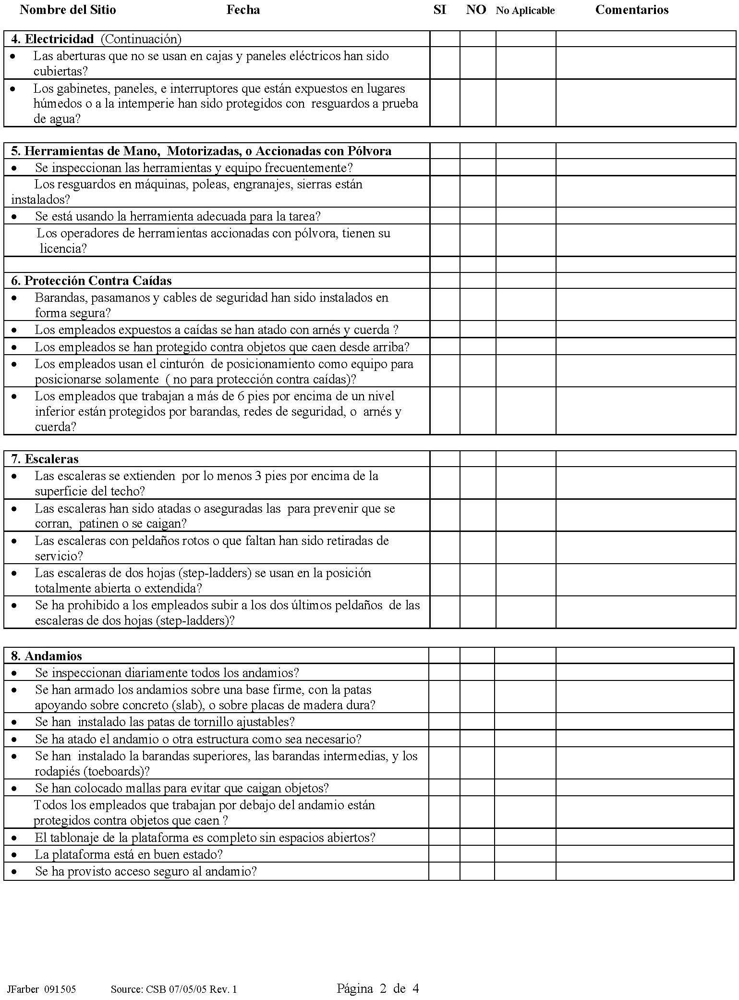 Nombre del Sitio Fecha SI NO No Aplicable Comentarios
4. Electricidad (Continuación)
• Las aberturas que no se usan en cajas y paneles eléctricos han sido
cubiertas?
• Los gabinetes, paneles, e interruptores que están expuestos en lugares
húmedos o a la intemperie han sido protegidos con resguardos a prueba
de agua?
5. Herramientas de Mano, Motorizadas, o Accionadas con Pólvora
• Se inspeccionan las herramientas y equipo frecuentemente?
Los resguardos en máquinas, poleas, engranajes, sierras están
instalados?
• Se está usando la herramienta adecuada para la tarea?
Los operadores de herramientas accionadas con pólvora, tienen su
licencia?
6. Protección Contra Caídas
• Barandas, pasamanos y cables de seguridad han sido instalados en
forma segura?
• Los empleados expuestos a caídas se han atado con arnés y cuerda ?
• Los empleados se han protegido contra objetos que caen desde arriba?
• Los empleados usan el cinturón de posicionamiento como equipo para
posicionarse solamente ( no para protección contra caídas)?
• Los empleados que trabajan a más de 6 pies por encima de un nivel
inferior están protegidos por barandas, redes de seguridad, o arnés y
cuerda?
7. Escaleras
• Las escaleras se extienden por lo menos 3 pies por encima de la
superficie del techo?
• Las escaleras han sido atadas o aseguradas las para prevenir que se
corran, patinen o se caigan?
• Las escaleras con peldaños rotos o que faltan han sido retiradas de
servicio?
• Las escaleras de dos hojas (step-ladders) se usan en la posición
totalmente abierta o extendida?
• Se ha prohibido a los empleados subir a los dos últimos peldaños de las
escaleras de dos hojas (step-ladders)?
8. Andamios
• Se inspeccionan diariamente todos los andamios?
• Se han armado los andamios sobre una base firme, con la patas
apoyando sobre concreto (slab), o sobre placas de madera dura?
• Se han instalado las patas de tornillo ajustables?
• Se ha atado el andamio o otra estructura como sea necesario?
• Se han instalado la barandas superiores, las barandas intermedias, y los
rodapiés (toeboards)?
• Se han colocado mallas para evitar que caigan objetos?
Todos los empleados que trabajan por debajo del andamio están
protegidos contra objetos que caen ?
• El tablonaje de la plataforma es completo sin espacios abiertos?
• La plataforma está en buen estado?
• Se ha provisto acceso seguro al andamio?
JFarber 091505 Source: CSB 07/05/05 Rev. 1 Página 2 de 4